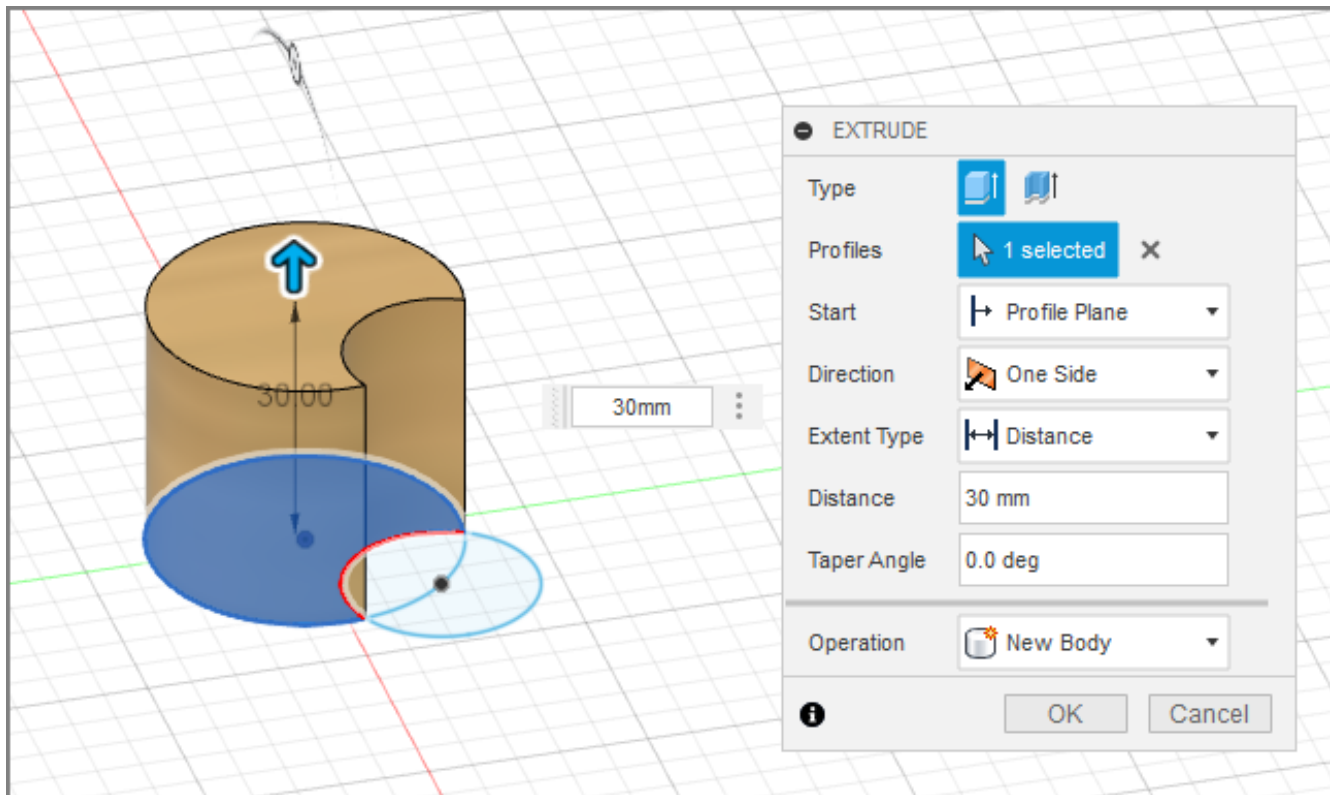 EXTRUDE
Type
Profiles 1 selected
Start Profile Plane
Direction One Side
30.00
30mm
Extent Type Distance
Distance 30 mm
Taper Angle 0.0 deg
Operation New Body
OK Cancel